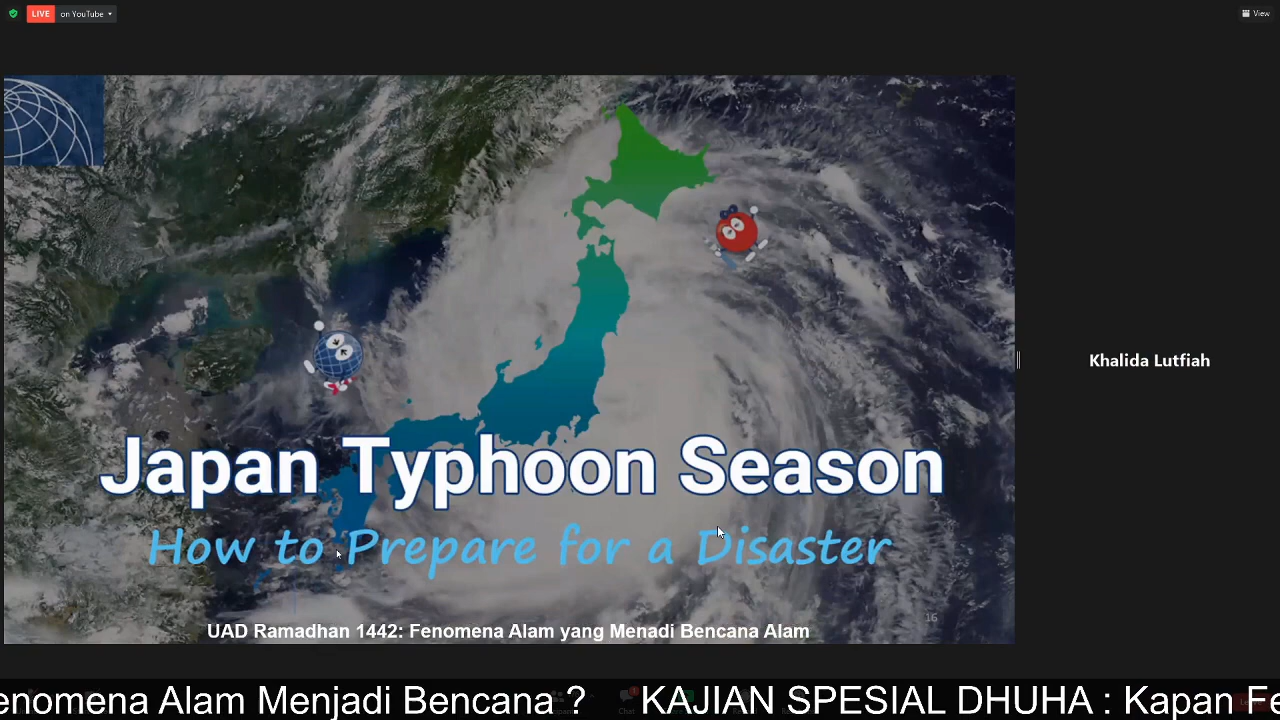 LIVE on YouTube
View
Khalida Lutfiah
Japan Typhoon Season
How to Prepare for a Disaster
16
UAD Ramadhan 1442: Fenomena Alam yang Menadi Bencana Alam
enomena Alam Menjadi Bencana ? KAJIAN SPESIAL DHUHA : Kapan Fe